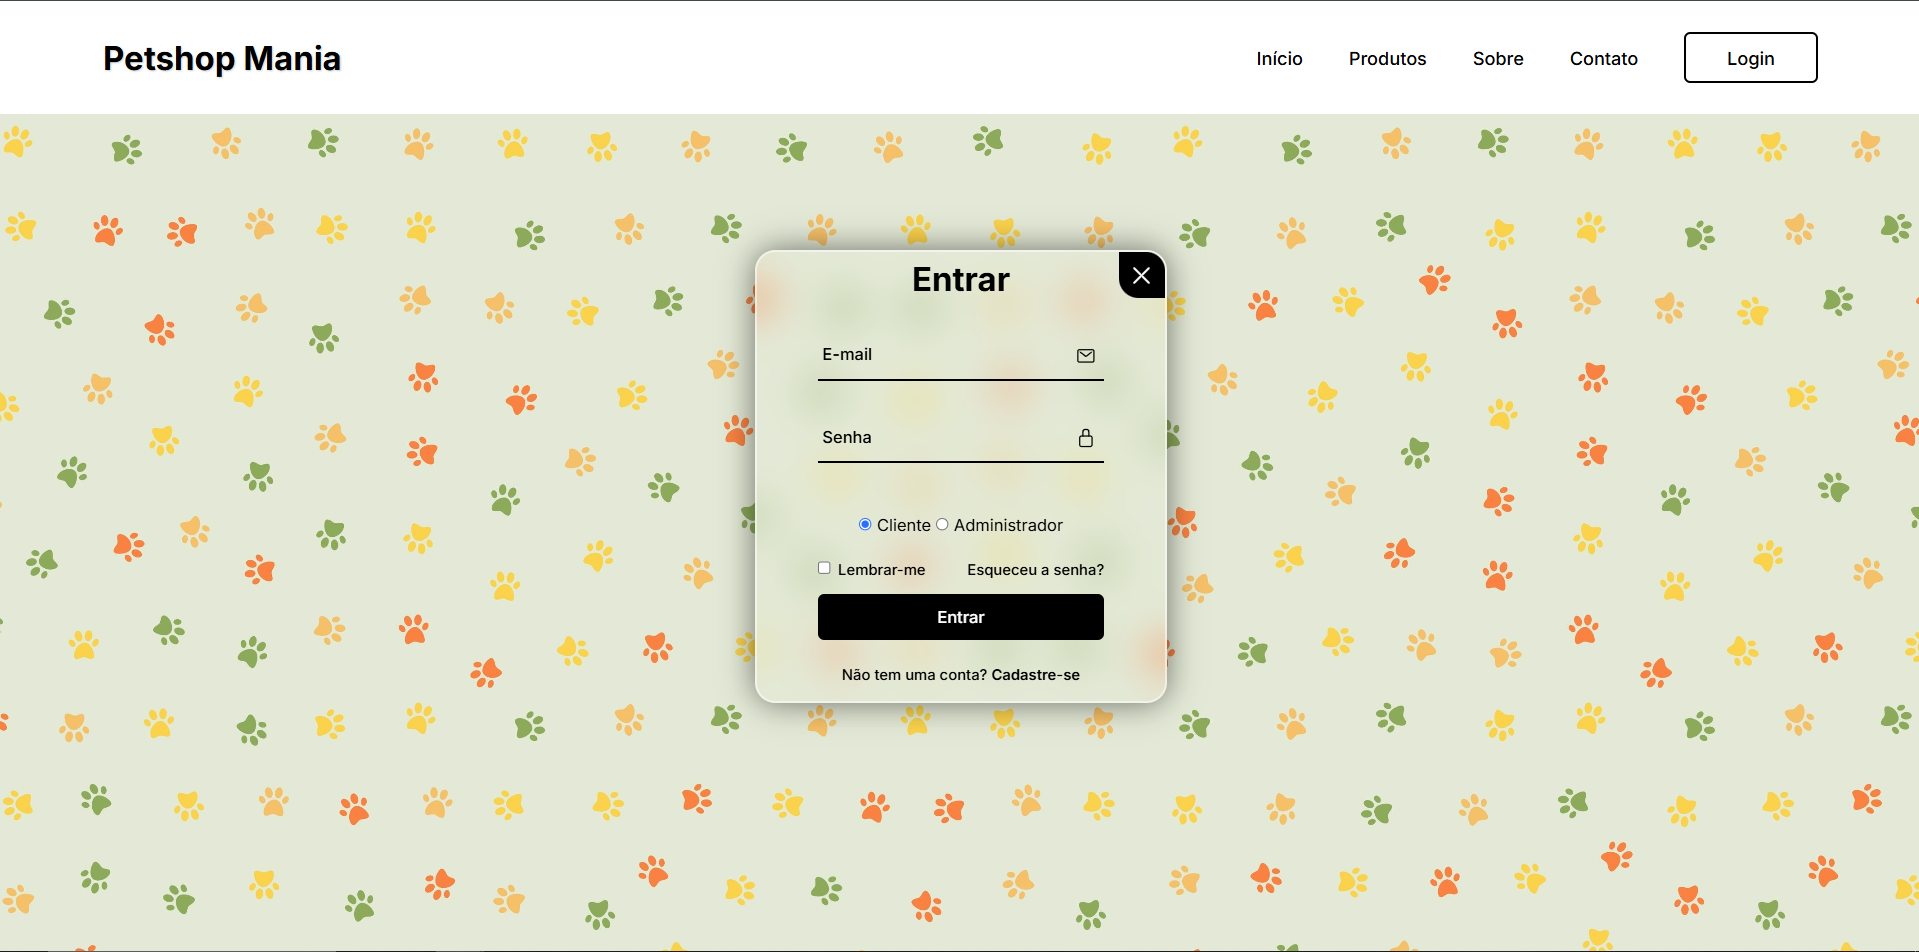 Petshop Mania
Início Produtos Sobre Contato Login
Entrar
E-mail
Senha
Cliente Administrador
Lembrar-me Esqueceu a senha?
Entrar
Não tem uma conta? Cadastre-se